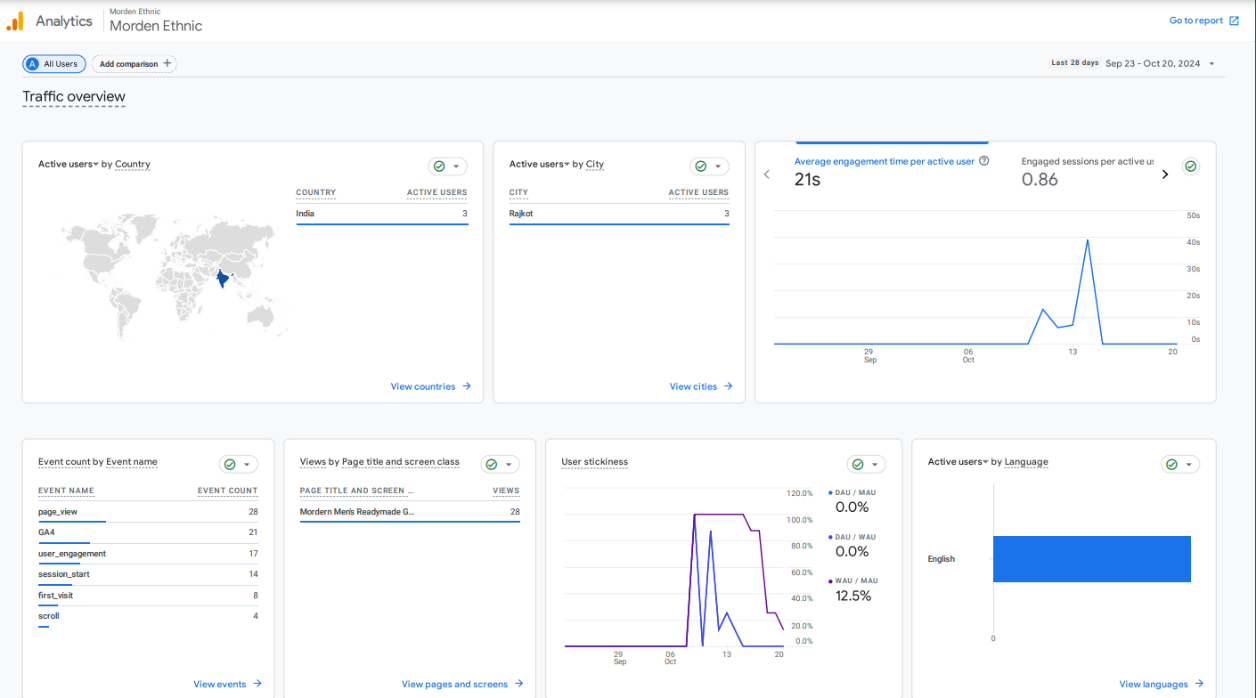 Analytics
Morden Ethnic
Morden Ethnic
Go to report
A All Users
Add comparison +
Last 28 days Sep 23 - Oct 20, 2024
Traffic overview
Active users by Country
COUNTRY ACTIVE USERS
India 3
View countries
Active users by City
CITY ACTIVE USERS
Rajkot 3
View cities
Average engagement time per active user
21s
Engaged sessions per active us
0.86
50s
40s
30s
20s
10s
0s
29 06 13 20
Sep Oct
Event count by Event name
EVENT NAME EVENT COUNT
page_view 28
GA4 21
user_engagement 17
session_start 14
first_visit 8
scroll 4
View events
Views by Page title and screen class
PAGE TITLE AND SCREEN ... VIEWS
Mordern Men's Readymade G... 28
View pages and screens
User stickiness
120.0%
100.0%
80.0%
60.0%
40.0%
20.0%
0.0%
29 06 13 20
Sep Oct
DAU / MAU
0.0%
DAU / WAU
0.0%
WAU / MAU
12.5%
Active users by Language
English
0
View languages